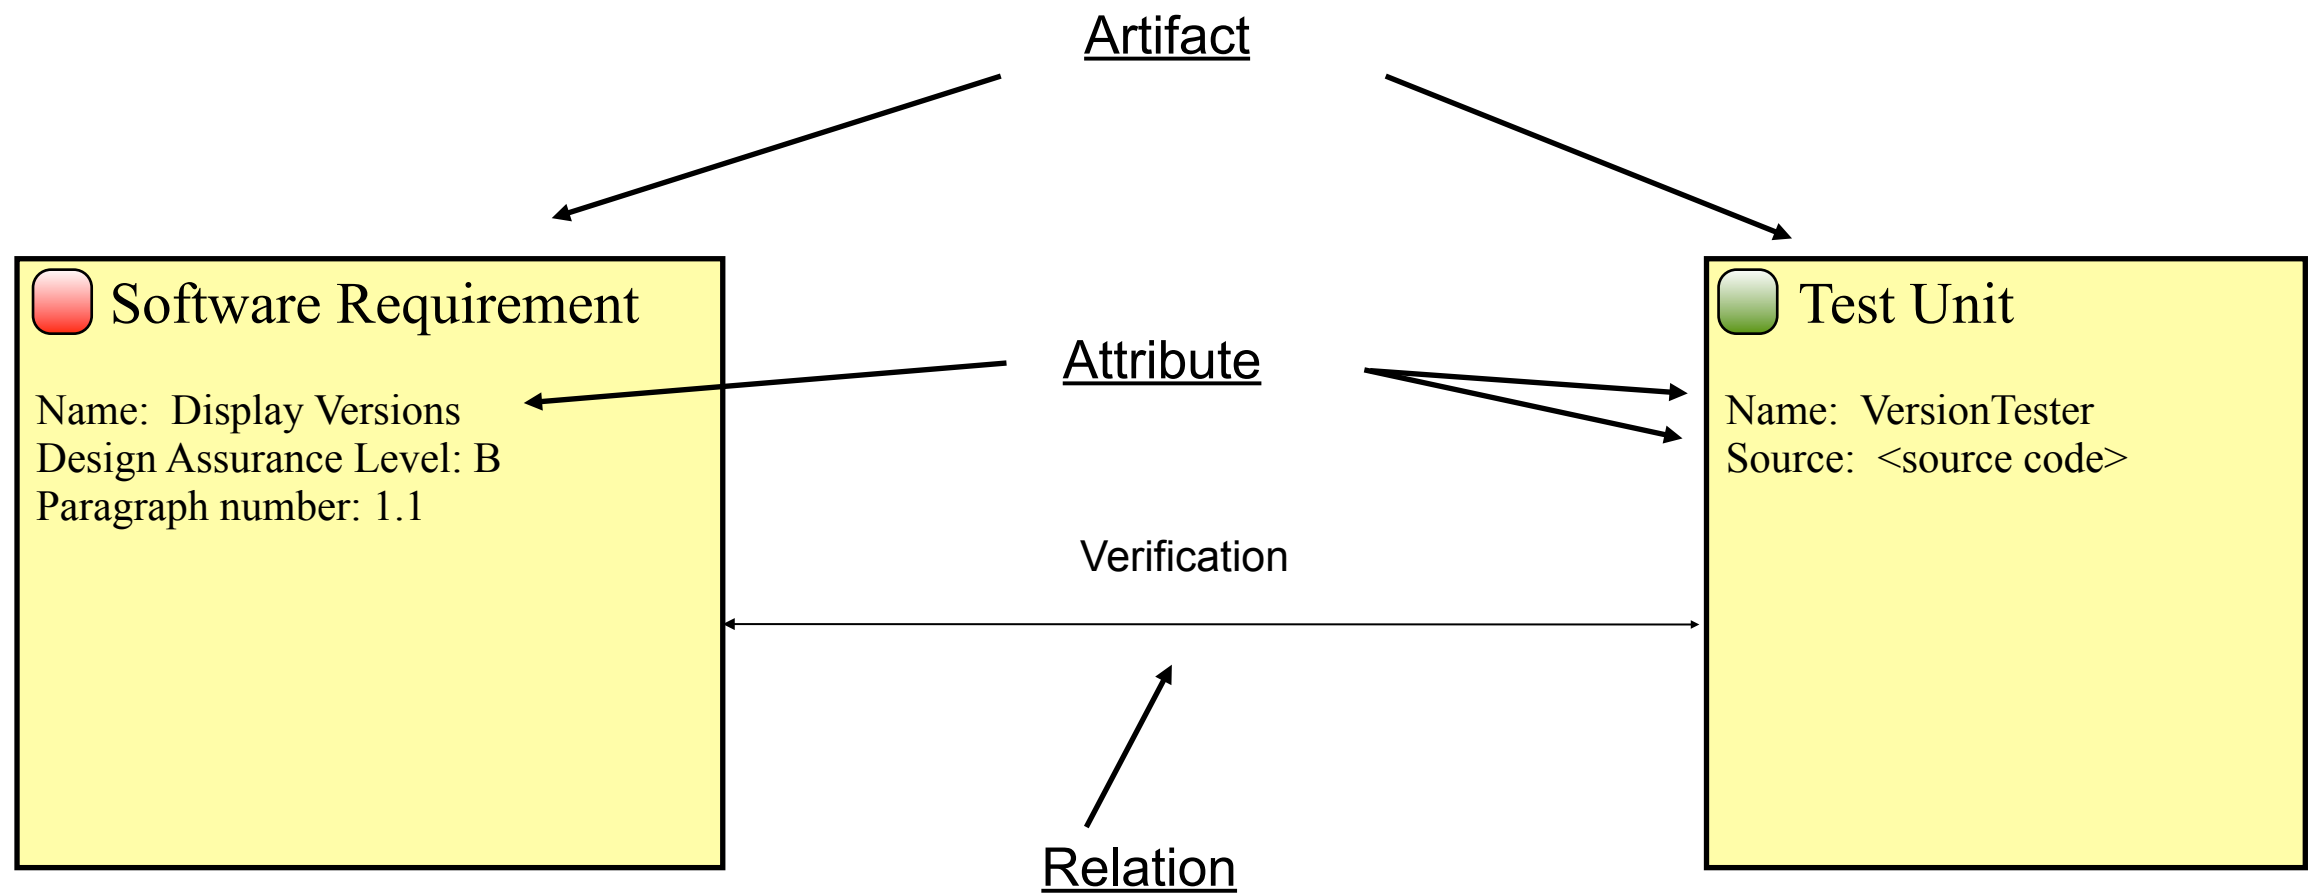 Artifact
Software Requirement
Name:  Display Versions
Design Assurance Level: B
Paragraph number: 1.1
Attribute
Test Unit
Name:  VersionTester
Source:  <source code>
Verification
Relation